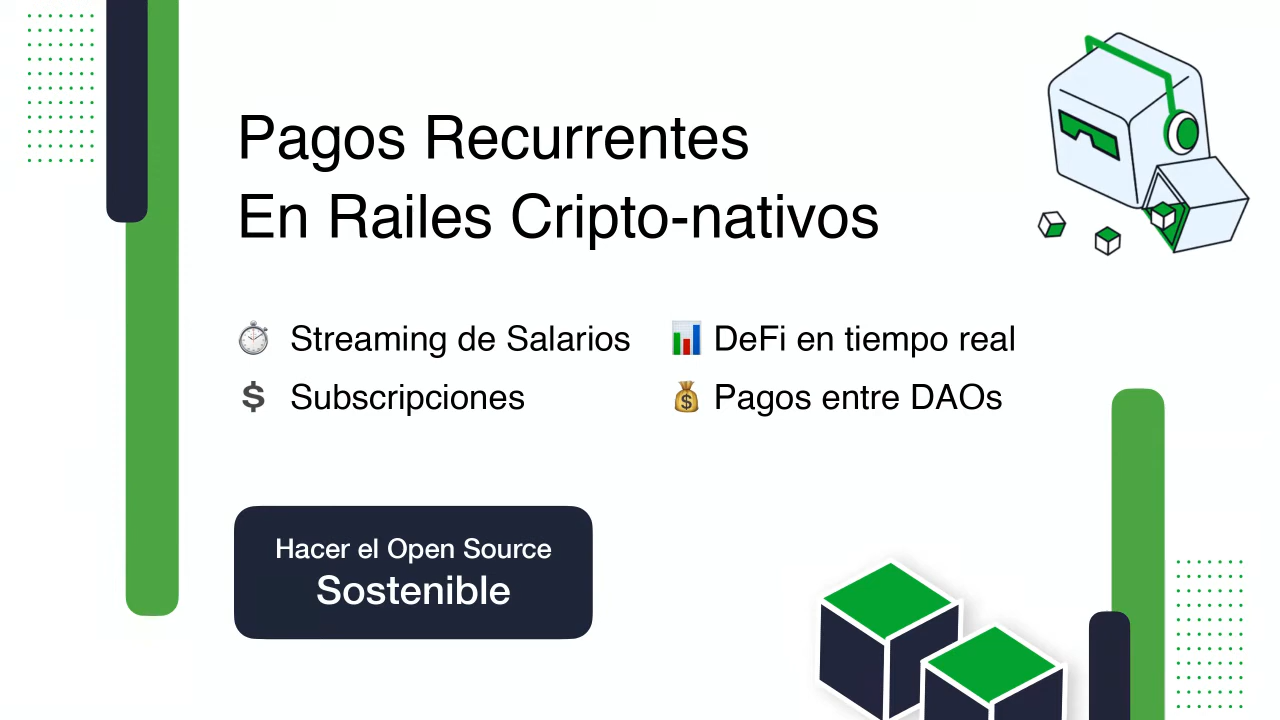 Pagos Recurrentes
En Railes Cripto-nativos
⏱ Streaming de Salarios
💲 Subscripciones
📊 DeFi en tiempo real
💰 Pagos entre DAOs
Hacer el Open Source
Sostenible